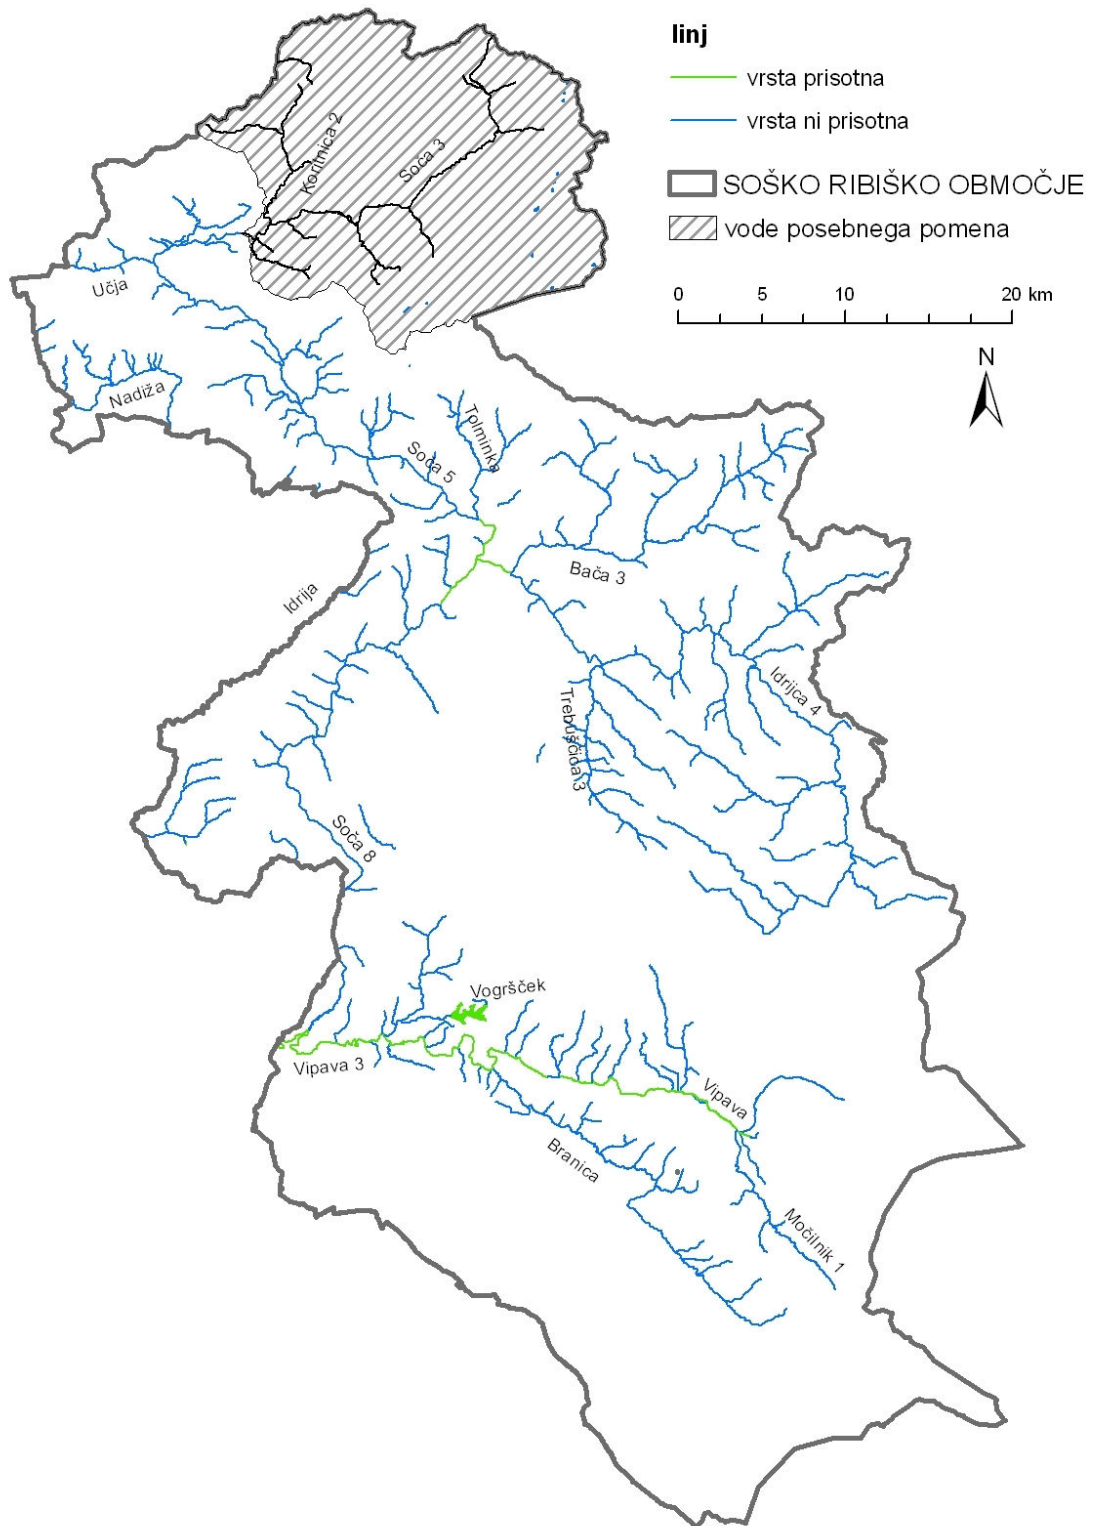 linj
vrsta prisotna
vrsta ni prisotna
SOŠKO RIBIŠKO OBMOČJE
vode posebnega pomena
0 5 10 20 km
N
Koritnica 2
Soča 3
Učja
Nadiža
Tolminka
Soča 5
Bača 3
Idrija
Idrijca 4
Trebuščica 3
Soča 8
Vogršček
Vipava 3
Vipava
Branica
Močilnik 1